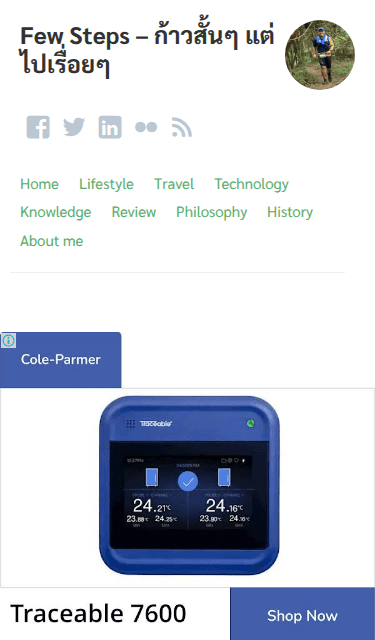 Few Steps – ก้าวสั้นๆ แต่
ไปเรื่อยๆ
Home Lifestyle Travel Technology
Knowledge Review Philosophy History
About me
Cole-Parmer
Traceable
24.21°C 24.16°C
23.88°C 24.25°C 23.90°C 24.16°C
Traceable 7600
Shop Now